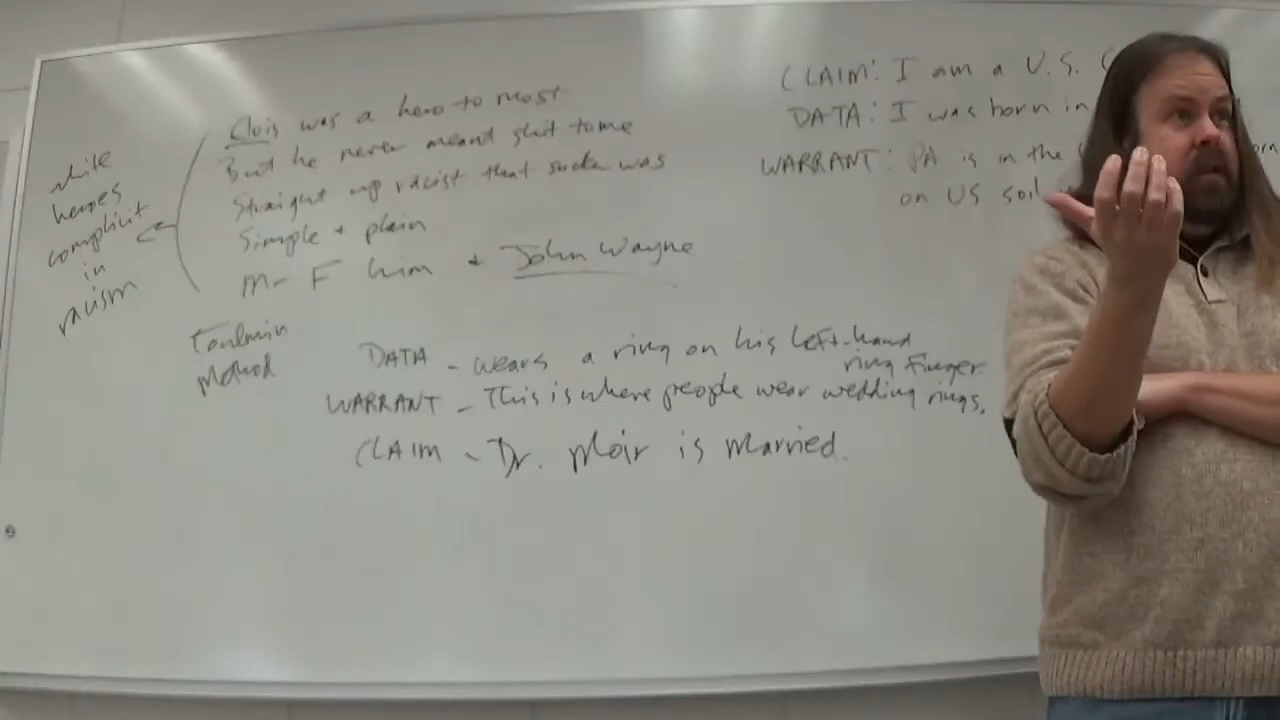 white
heroes
complicit
in
racism
Elvis was a hero to most
But he never meant shit to me
Straight up racist that sucka was
Simple + plain
M- F him + John Wayne
Toulmin
Method
DATA - wears a ring on his left-hand
ring finger
WARRANT - This is where people wear wedding rings.
CLAIM - Dr. Moir is married.
CLAIM: I am a U.S.
DATA: I was born in
WARRANT: PA is in the
on US soil